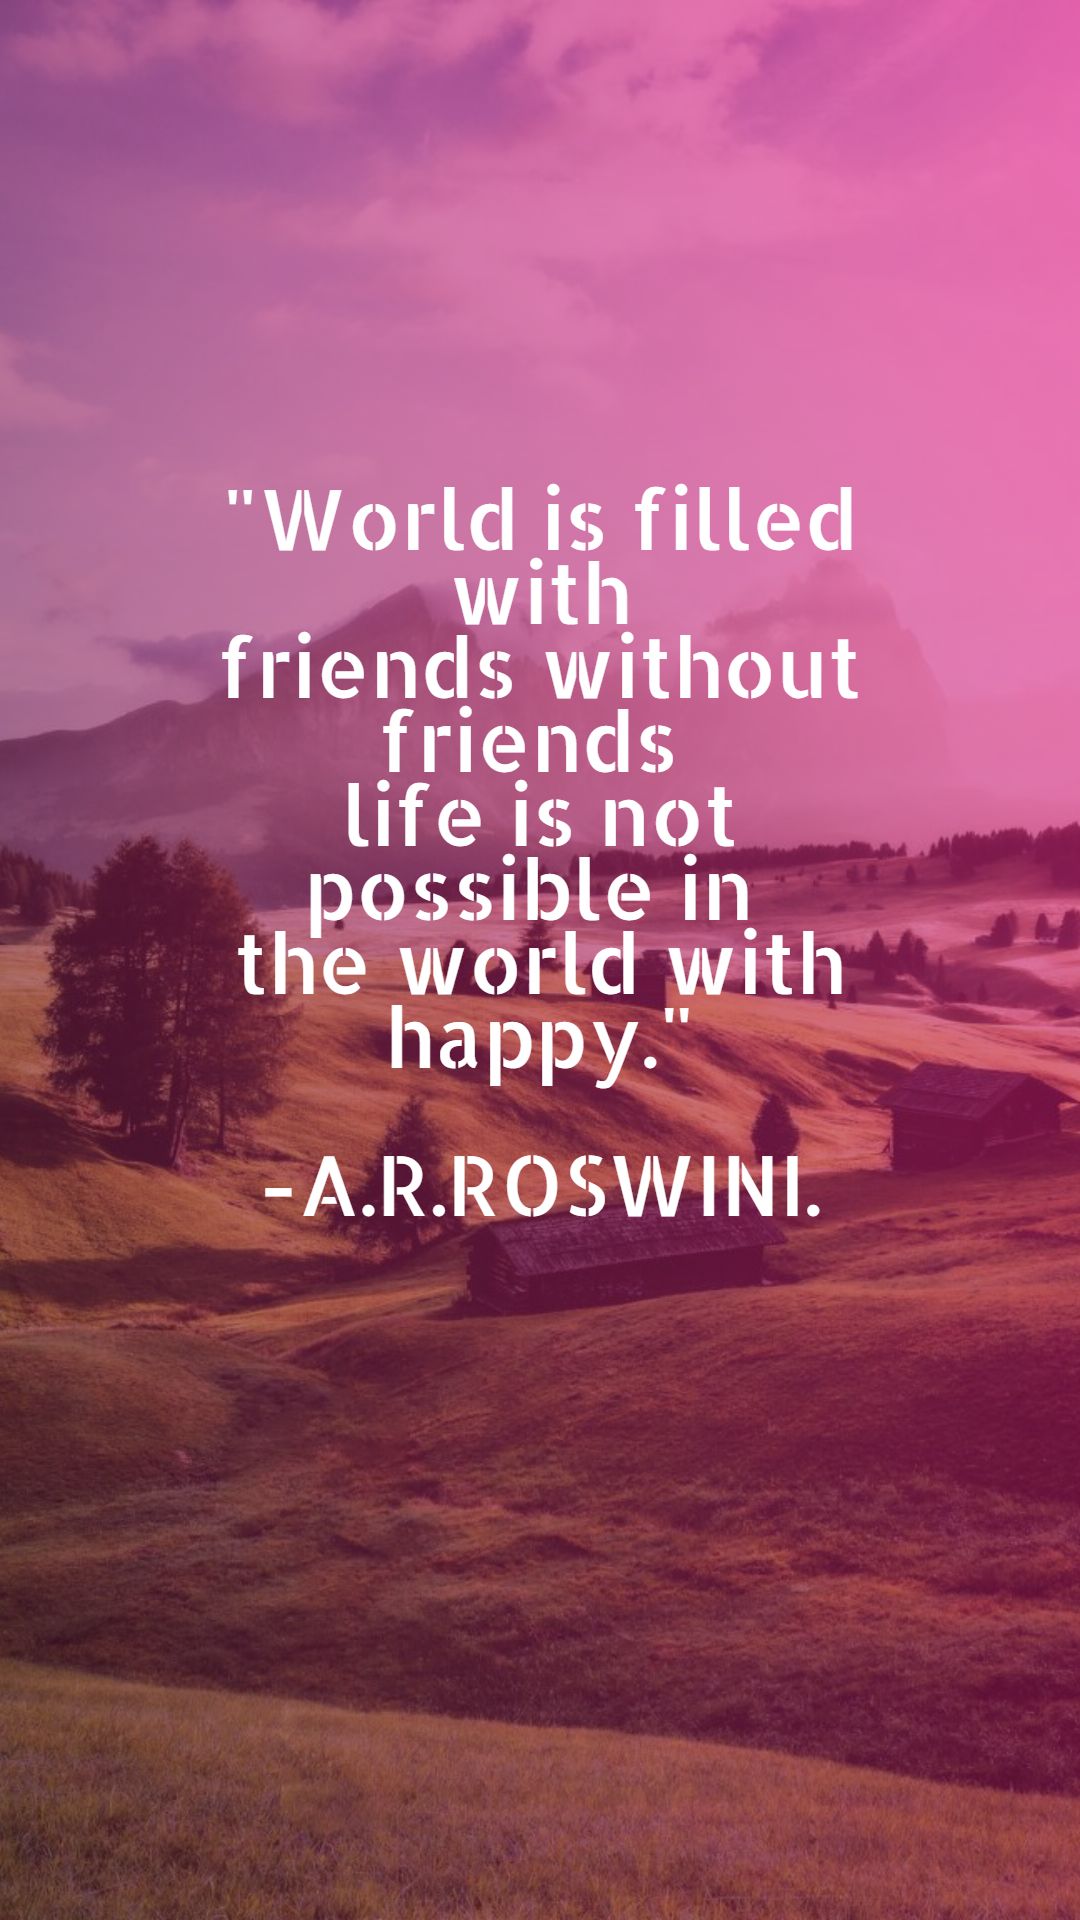 "World is filled
with
friends without
friends
life is not
possible in
the world with
happy."
-A.R.ROSWINI.